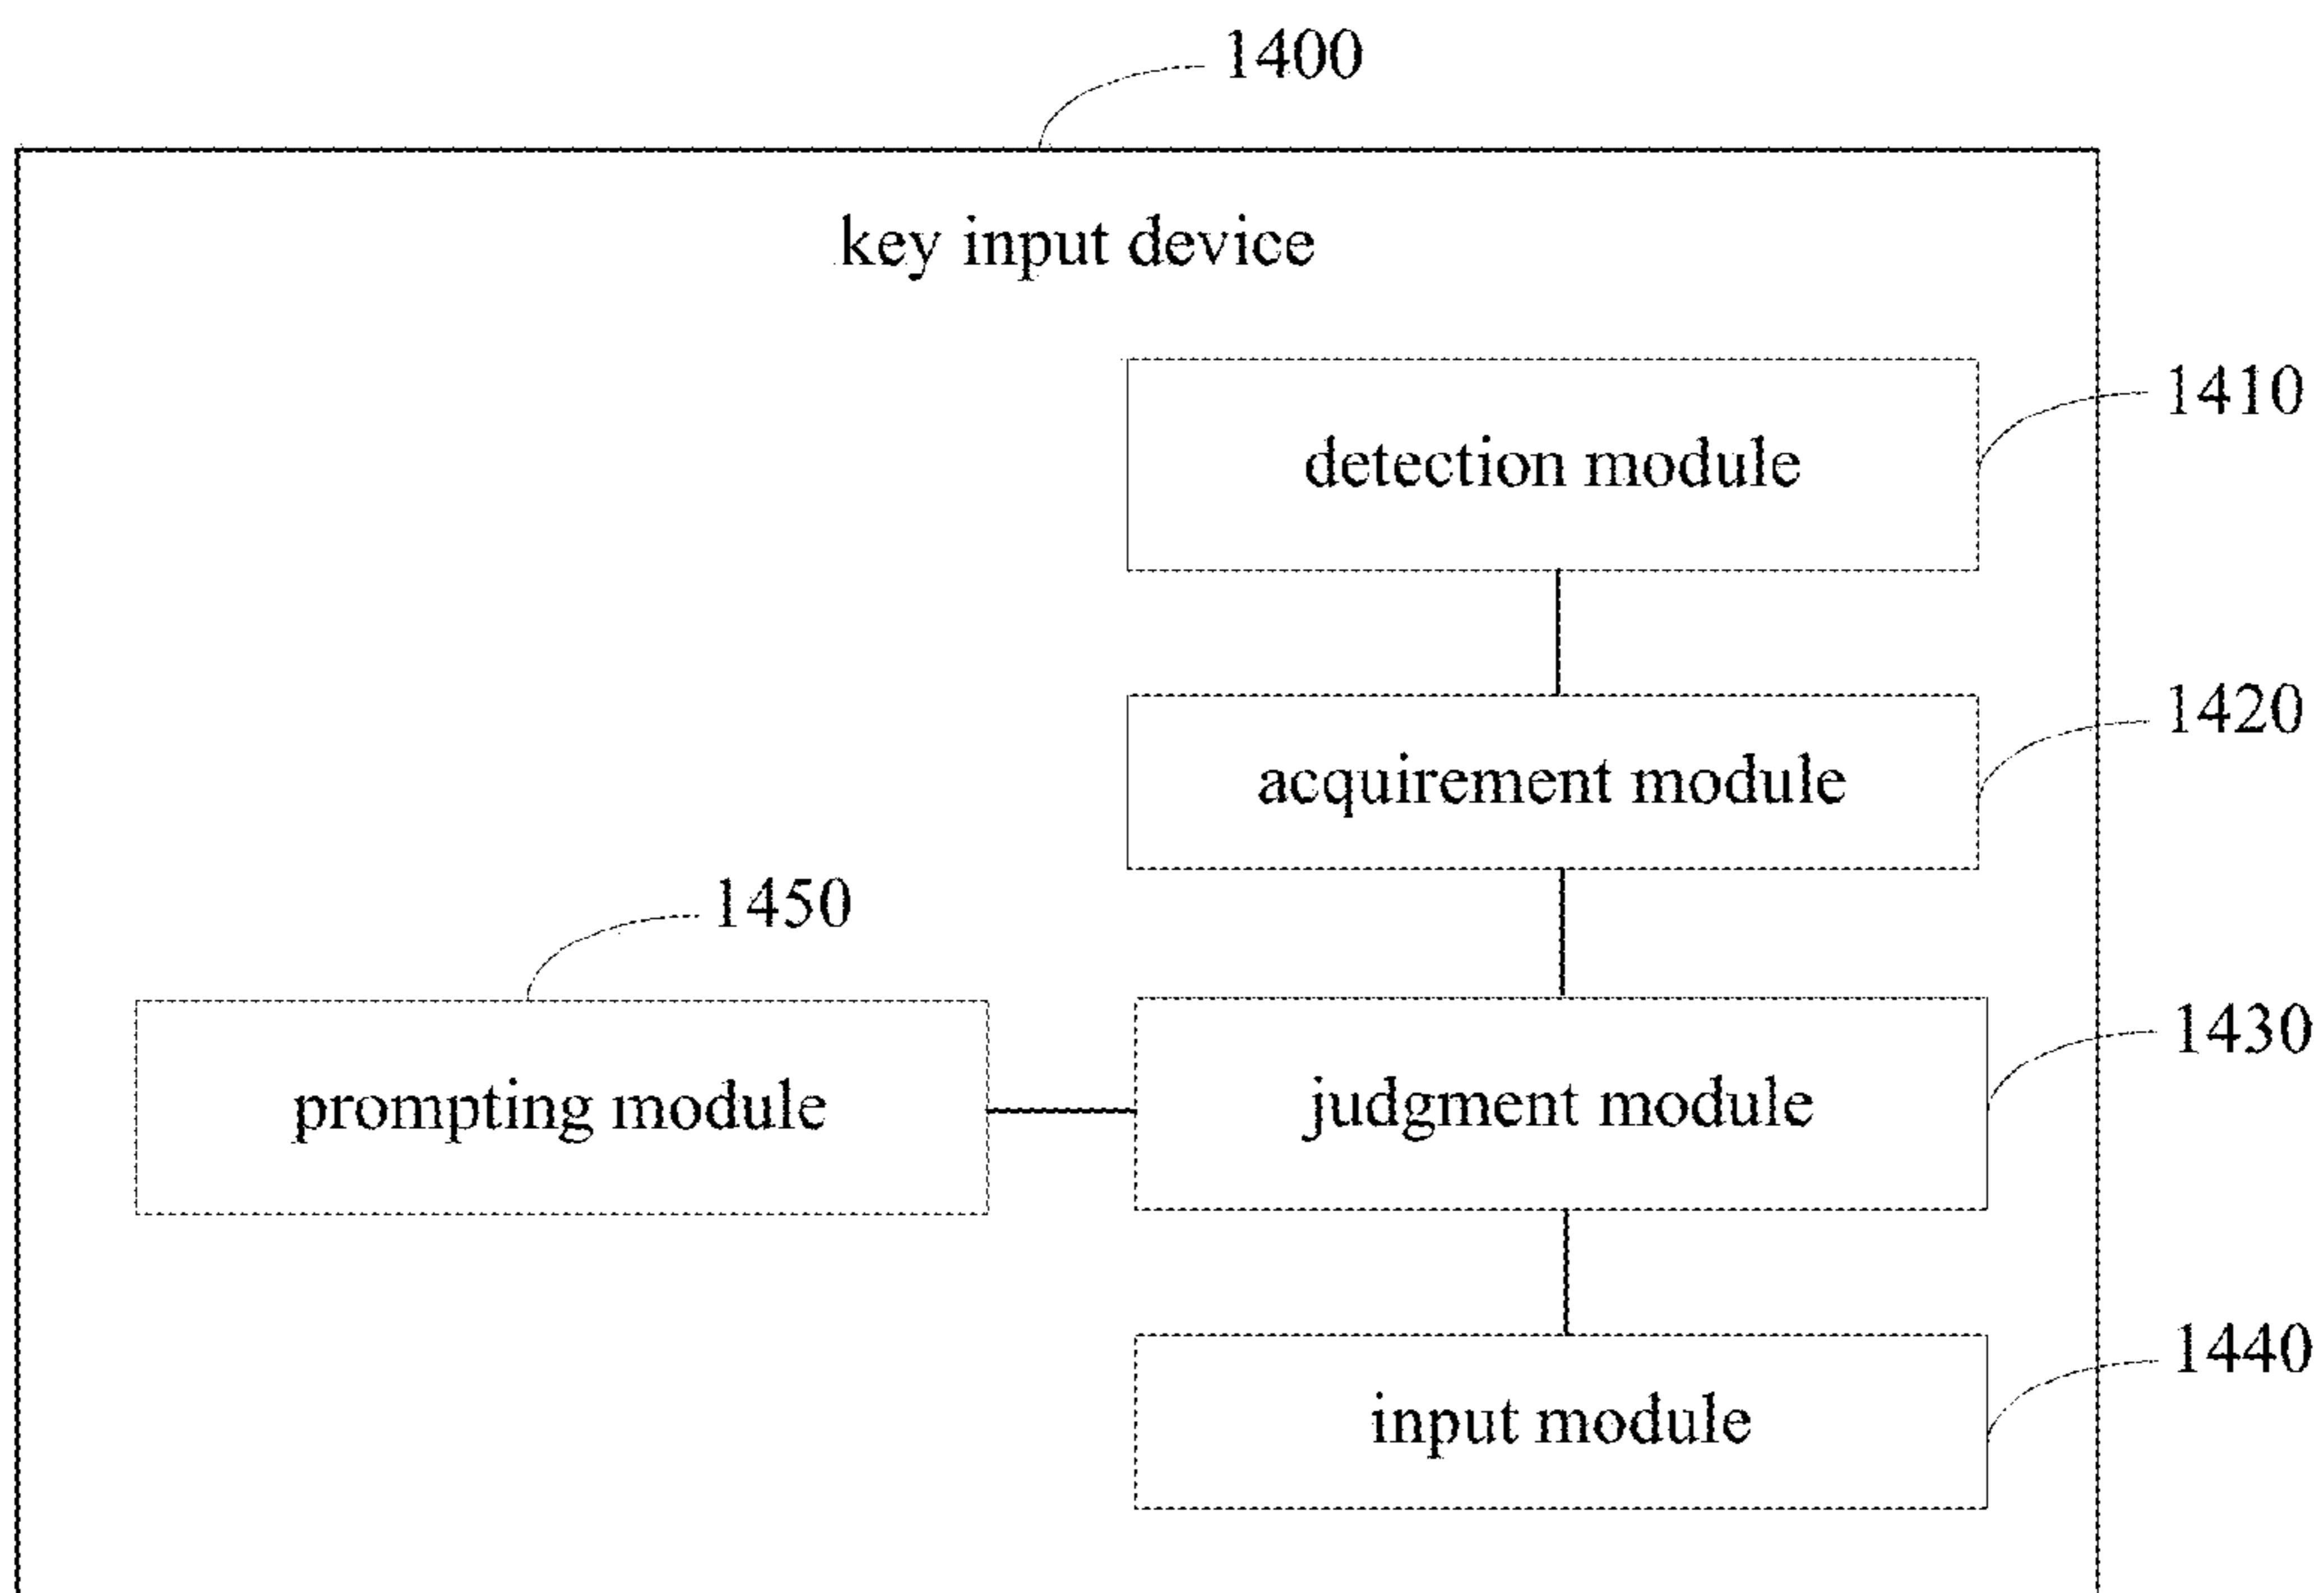 1400
key input device
detection module
1410
acquirement module
1420
1450
prompting module
judgment module
1430
input module
1440